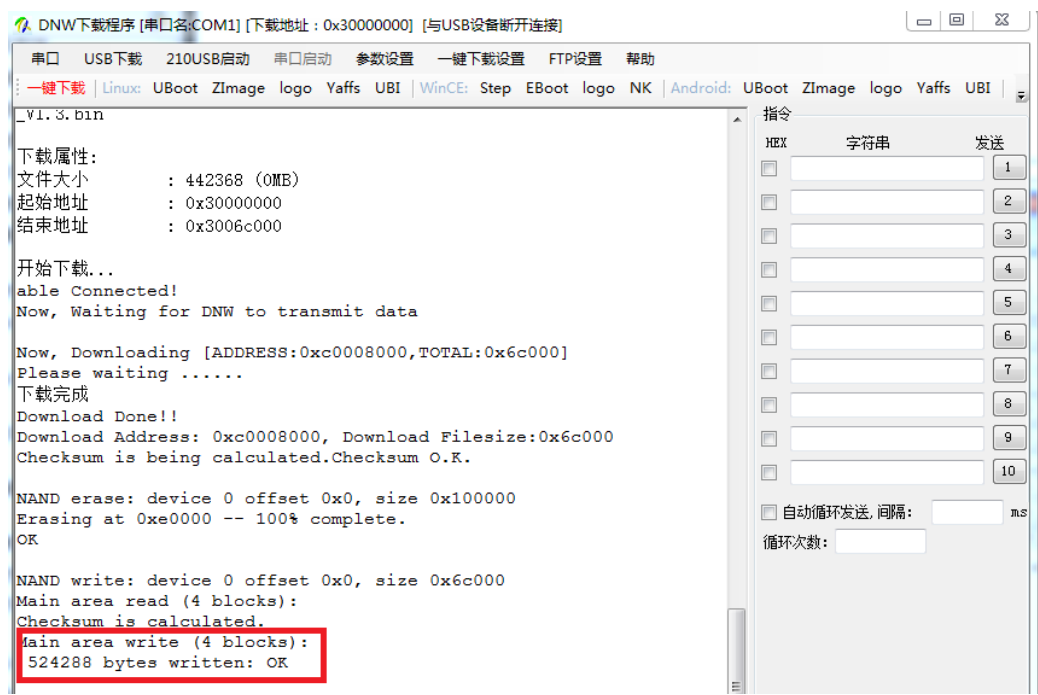 DNW下载程序 [串口名:COM1] [下载地址：0x30000000] [与USB设备断开连接]
串口 USB下载 210USB启动 串口启动 参数设置 一键下载设置 FTP设置 帮助
一键下载 Linux: UBoot ZImage logo Yaffs UBI WinCE: Step EBoot logo NK Android: UBoot ZImage logo Yaffs UBI
_V1.3.bin
下载属性:
文件大小 : 442368 (0MB)
起始地址 : 0x30000000
结束地址 : 0x3006c000
开始下载...
able Connected!
Now, Waiting for DNW to transmit data
Now, Downloading [ADDRESS:0xc0008000,TOTAL:0x6c000]
Please waiting ......
下载完成
Download Done!!
Download Address: 0xc0008000, Download Filesize:0x6c000
Checksum is being calculated.Checksum O.K.
NAND erase: device 0 offset 0x0, size 0x100000
Erasing at 0xe0000 -- 100% complete.
OK
NAND write: device 0 offset 0x0, size 0x6c000
Main area read (4 blocks):
Checksum is calculated.
Main area write (4 blocks):
524288 bytes written: OK
指令
HEX 字符串 发送
1
2
3
4
5
6
7
8
9
10
自动循环发送,间隔: ms
循环次数: